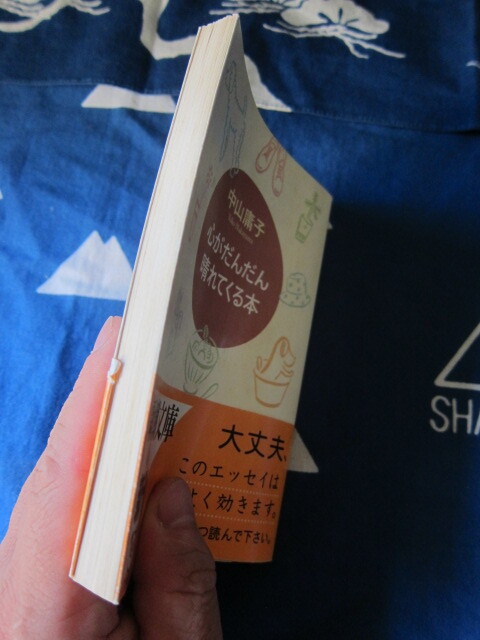 中山庸子
心がだんだん
晴れてくる本
文庫
大丈夫、
このエッセイは
よく効きます。
つ読んで下さい。
SHA